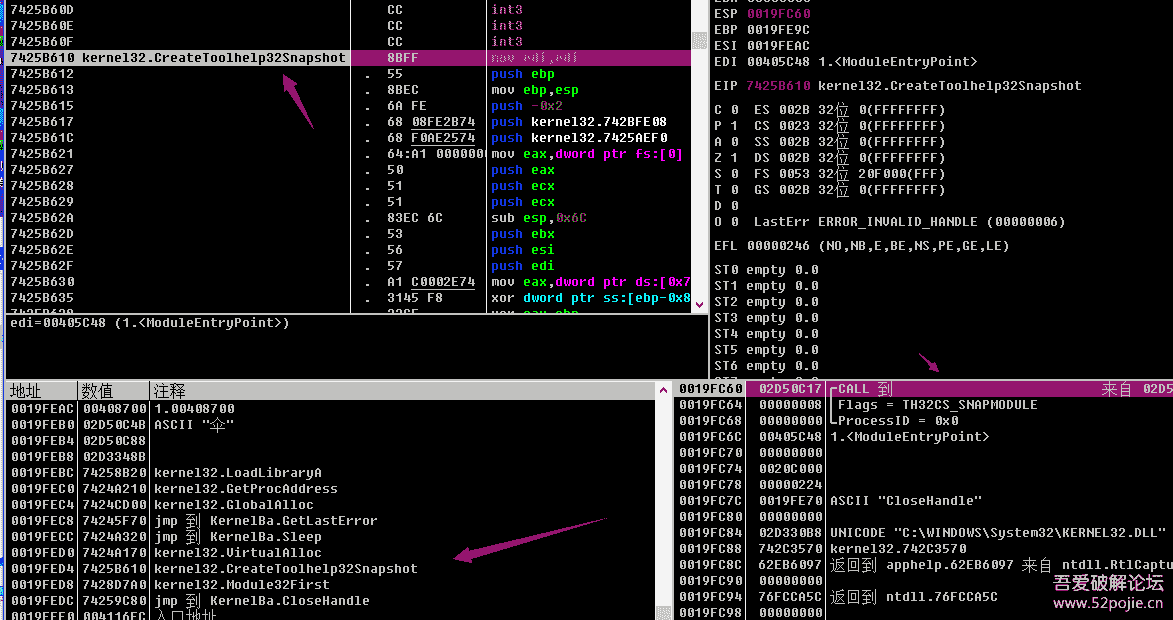 7425B60D CC int3
7425B60E CC int3
7425B60F CC int3
7425B610 kernel32.CreateToolhelp32Snapshot 8BFF mov edi,edi
7425B612 . 55 push ebp
7425B613 . 8BEC mov ebp,esp
7425B615 . 6A FE push -0x2
7425B617 . 68 08FE2B74 push kernel32.742BFE08
7425B61C . 68 F0AE2574 push kernel32.7425AEF0
7425B621 . 64:A1 0000000 mov eax,dword ptr fs:[0]
7425B627 . 50 push eax
7425B628 . 51 push ecx
7425B629 . 51 push ecx
7425B62A . 83EC 6C sub esp,0x6C
7425B62D . 53 push ebx
7425B62E . 56 push esi
7425B62F . 57 push edi
7425B630 . A1 C0002E74 mov eax,dword ptr ds:[0x7
7425B635 . 3145 F8 xor dword ptr ss:[ebp-0x8
edi=00405C48 (1.<ModuleEntryPoint>)
ESP 0019FC60
EBP 0019FE9C
ESI 0019FEAC
EDI 00405C48 1.<ModuleEntryPoint>
EIP 7425B610 kernel32.CreateToolhelp32Snapshot
C 0 ES 002B 32位 0(FFFFFFFF)
P 1 CS 0023 32位 0(FFFFFFFF)
A 0 SS 002B 32位 0(FFFFFFFF)
Z 1 DS 002B 32位 0(FFFFFFFF)
S 0 FS 0053 32位 20F000(FFF)
T 0 GS 002B 32位 0(FFFFFFFF)
D 0
O 0 LastErr ERROR_INVALID_HANDLE (00000006)
EFL 00000246 (NO,NB,E,BE,NS,PE,GE,LE)
ST0 empty 0.0
ST1 empty 0.0
ST2 empty 0.0
ST3 empty 0.0
ST4 empty 0.0
ST5 empty 0.0
ST6 empty 0.0
地址 数值 注释
0019FEAC 00408700 1.00408700
0019FEB0 02D50C4B ASCII "伞"
0019FEB4 02D50C88
0019FEB8 02D3348B
0019FEBC 74258B20 kernel32.LoadLibraryA
0019FEC0 7424A210 kernel32.GetProcAddress
0019FEC4 7424CD00 kernel32.GlobalAlloc
0019FEC8 74245F70 jmp 到 KernelBa.GetLastError
0019FECC 7424A320 jmp 到 KernelBa.Sleep
0019FED0 7424A170 kernel32.VirtualAlloc
0019FED4 7425B610 kernel32.CreateToolhelp32Snapshot
0019FED8 7428D7A0 kernel32.Module32First
0019FEDC 74259C80 jmp 到 KernelBa.CloseHandle
0019FEE0 004116EC 入口地址
0019FC60 02D50C17 CALL 到 来自 02D5
0019FC64 00000008 Flags = TH32CS_SNAPMODULE
0019FC68 00000000 ProcessID = 0x0
0019FC6C 00405C48 1.<ModuleEntryPoint>
0019FC70 00000000
0019FC74 0020C000
0019FC78 00000224
0019FC7C 0019FE70 ASCII "CloseHandle"
0019FC80 00000000
0019FC84 02D330B8 UNICODE "C:\WINDOWS\System32\KERNEL32.DLL"
0019FC88 742C3570 kernel32.742C3570
0019FC8C 62EB6097 返回到 apphelp.62EB6097 来自 ntdll.RtlCaptu
0019FC90 00000000
0019FC94 76FCCA5C 返回到 ntdll.76FCCA5C
0019FC98 00000000
吾爱破解论坛
www.52pojie.cn